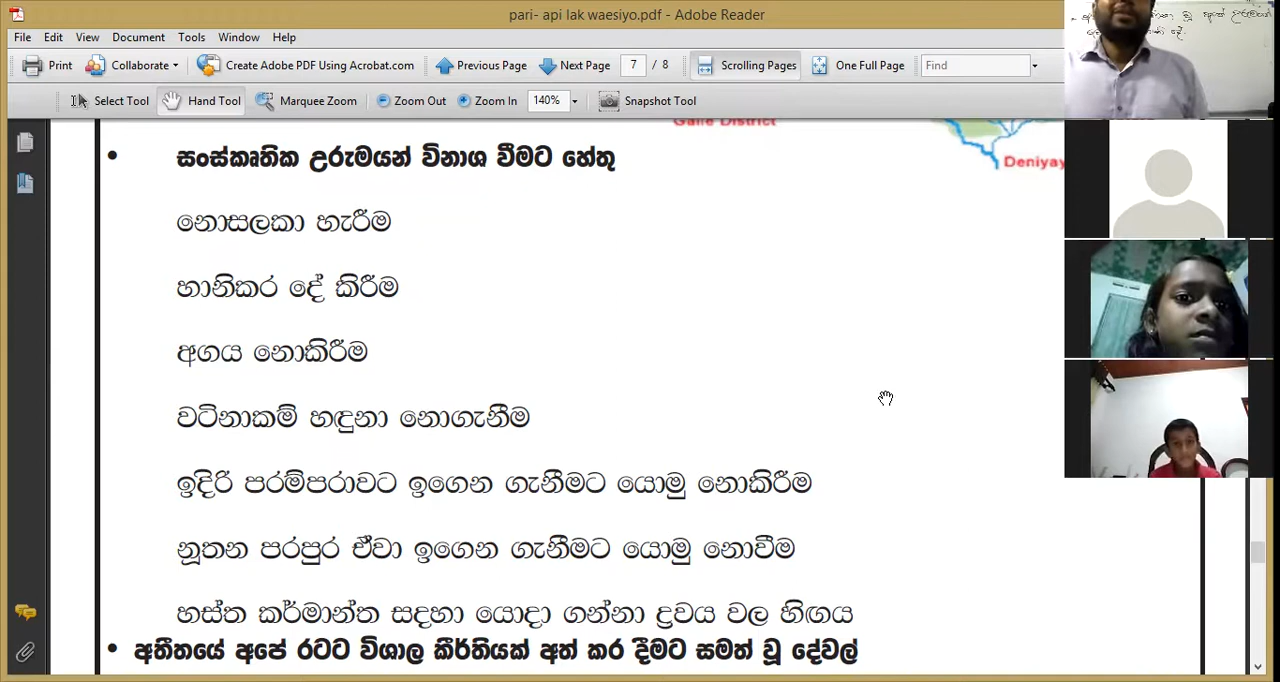 pari- api lak waesiyo.pdf - Adobe Reader
File Edit View Document Tools Window Help
Print Collaborate Create Adobe PDF Using Acrobat.com Previous Page Next Page 7 / 8 Scrolling Pages One Full Page Find
Select Tool Hand Tool Marquee Zoom Zoom Out Zoom In 140% Snapshot Tool
Galle District
Deniyay
• සංස්කෘතික උරුමයන් විනාශ වීමට හේතු
නොසලකා හැරීම
හානිකර දේ කිරීම
අගය නොකිරීම
වටිනාකම් හඳුනා නොගැනීම
ඉදිරි පරම්පරාවට ඉගෙන ගැනීමට යොමු නොකිරීම
නූතන පරපුර ඒවා ඉගෙන ගැනීමට යොමු නොවීම
හස්ත කර්මාන්ත සදහා යොදා ගන්නා ද්‍රවය වල හිඟය
• අතීතයේ අපේ රටට විශාල කීර්තියක් අත් කර දීමට සමත් වූ දේවල්